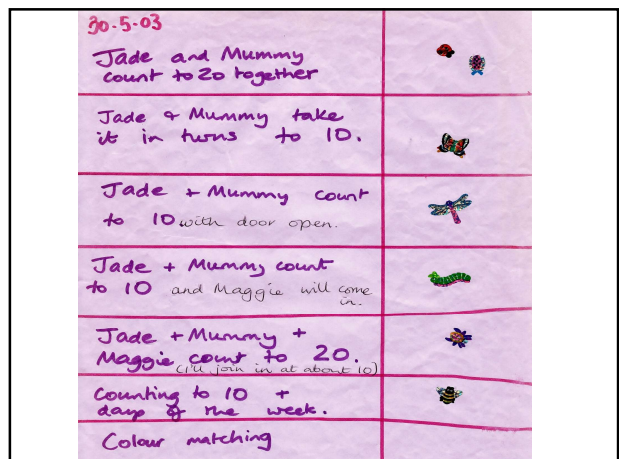 30-5-03
Jade and Mummy
count to 20 together
Jade & Mummy take
it in turns to 10.
Jade + Mummy count
to 10 with door open.
Jade + Mummy count
to 10 and Maggie will come
in.
Jade + Mummy +
Maggie count to 20.
(I'll join in at about 10)
Counting to 10 +
days of the week.
Colour matching